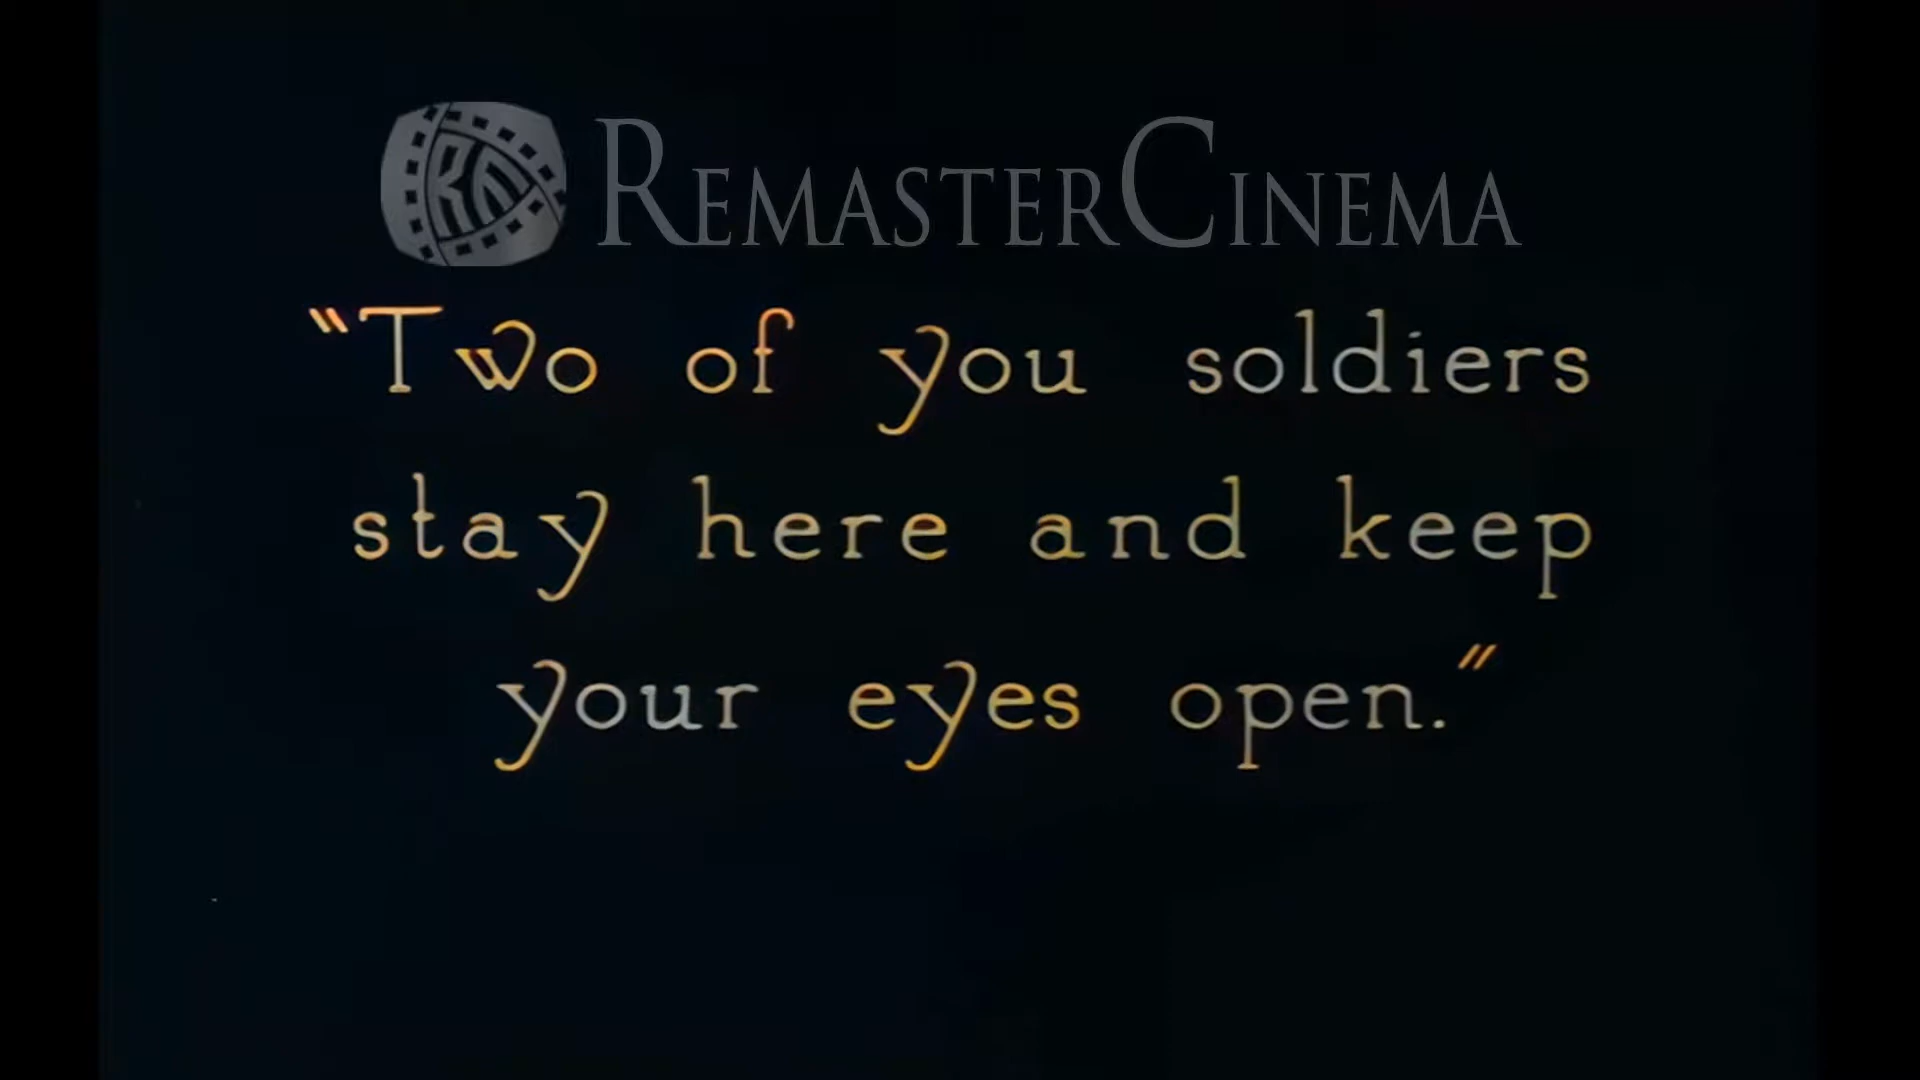 REMASTERCINEMA
"Two of you soldiers
stay here and keep
your eyes open."